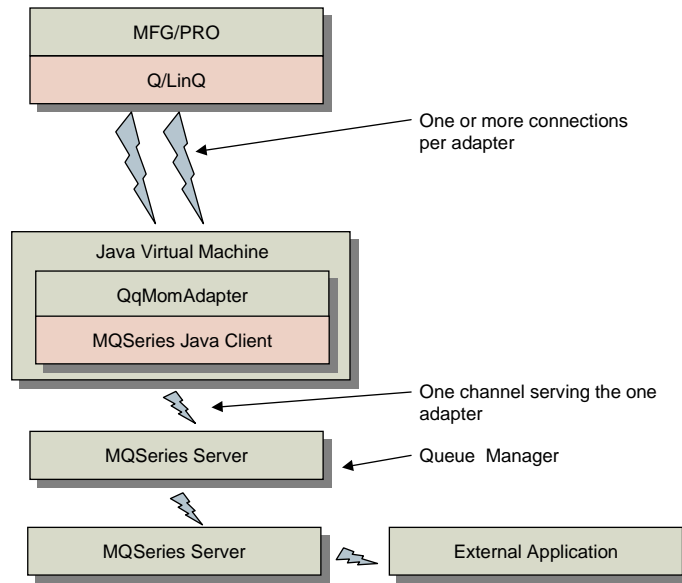 MFG/PRO
Q/LinQ
One or more connections
per adapter
Java Virtual Machine
QqMomAdapter
MQSeries Java Client
One channel serving the one
adapter
MQSeries Server
Queue Manager
MQSeries Server
External Application